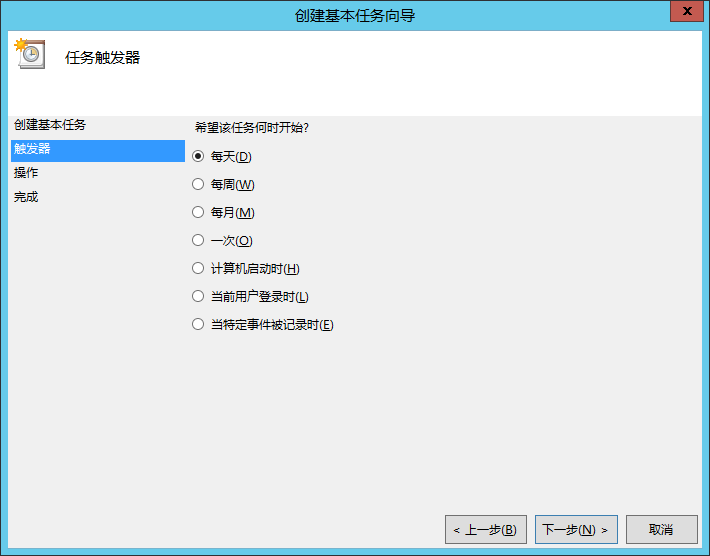 创建基本任务向导
x
任务触发器
创建基本任务
触发器
操作
完成
希望该任务何时开始?
每天(D)
每周(W)
每月(M)
一次(O)
计算机启动时(H)
当前用户登录时(L)
当特定事件被记录时(E)
< 上一步(B)
下一步(N) >
取消